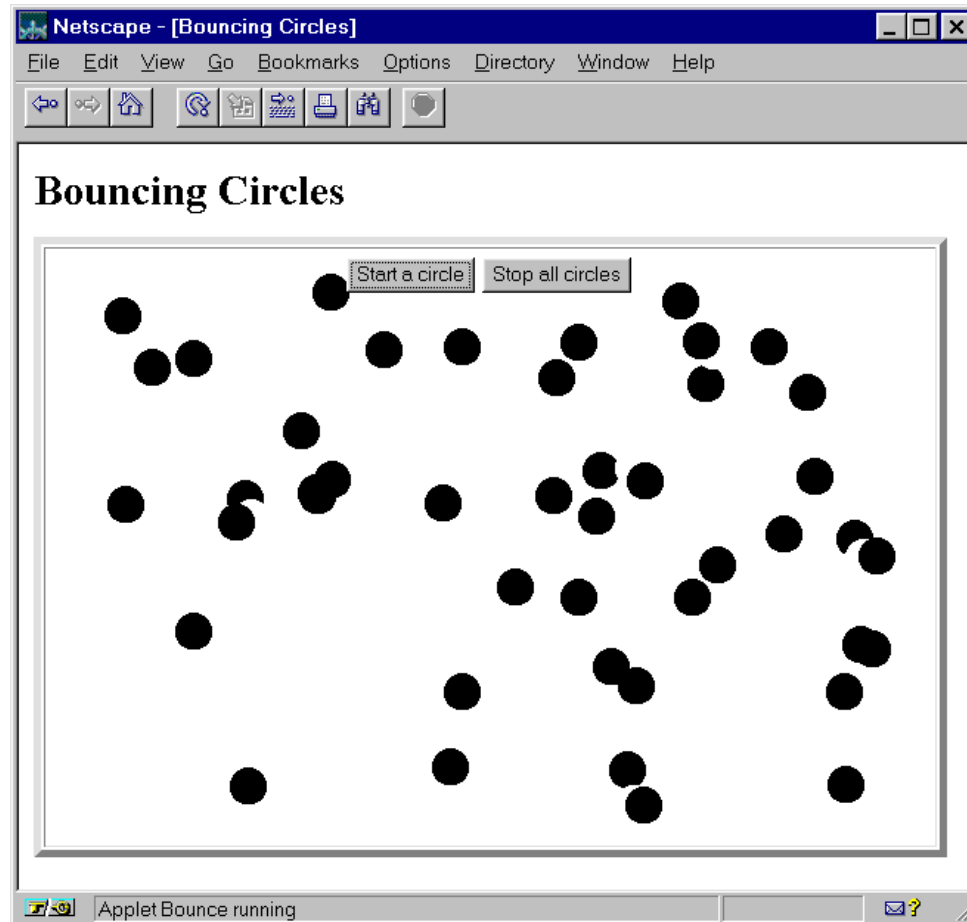 Netscape - [Bouncing Circles]
File Edit View Go Bookmarks Options Directory Window Help
Bouncing Circles
Start a circle Stop all circles
Applet Bounce running